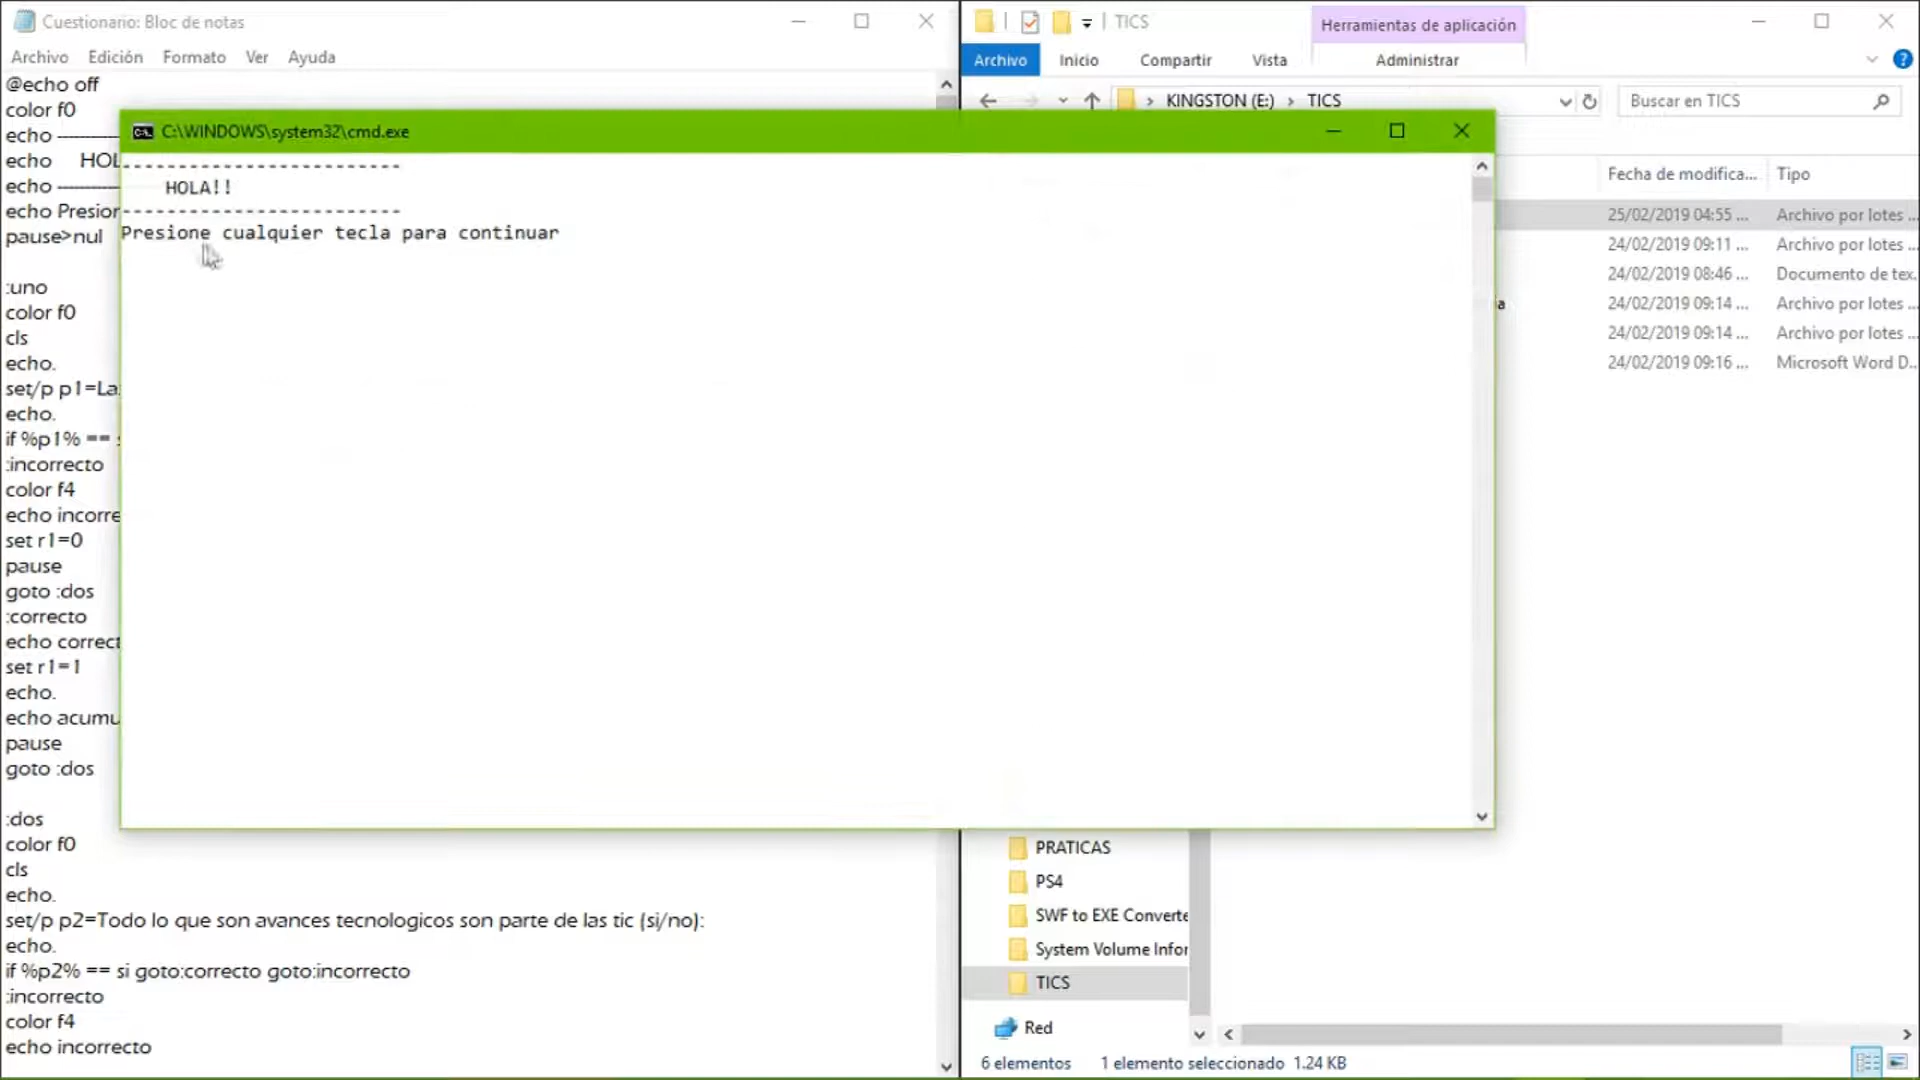 Cuestionario: Bloc de notas
Archivo Edición Formato Ver Ayuda
@echo off
color f0
echo -----------
echo HOL
echo -----------
echo Presion
pause>nul
:uno
color f0
cls
echo.
set/p p1=La
echo.
if %p1% == s
:incorrecto
color f4
echo incorre
set r1=0
pause
goto :dos
:correcto
echo correct
set r1=1
echo.
echo acumu
pause
goto :dos
:dos
color f0
cls
echo.
set/p p2=Todo lo que son avances tecnologicos son parte de las tic (si/no):
echo.
if %p2% == si goto:correcto goto:incorrecto
:incorrecto
color f4
echo incorrecto
C:\WINDOWS\system32\cmd.exe
-------------------------
HOLA!!
-------------------------
Presione cualquier tecla para continuar
TICS
Herramientas de aplicación
Archivo Inicio Compartir Vista Administrar
KINGSTON (E:) > TICS
Buscar en TICS
Fecha de modifica... Tipo
25/02/2019 04:55 ... Archivo por lotes ...
24/02/2019 09:11 ... Archivo por lotes ...
24/02/2019 08:46 ... Documento de tex...
a 24/02/2019 09:14 ... Archivo por lotes ...
24/02/2019 09:14 ... Archivo por lotes ...
24/02/2019 09:16 ... Microsoft Word D...
PRATICAS
PS4
SWF to EXE Converte
System Volume Infor
TICS
Red
6 elementos 1 elemento seleccionado 1.24 KB